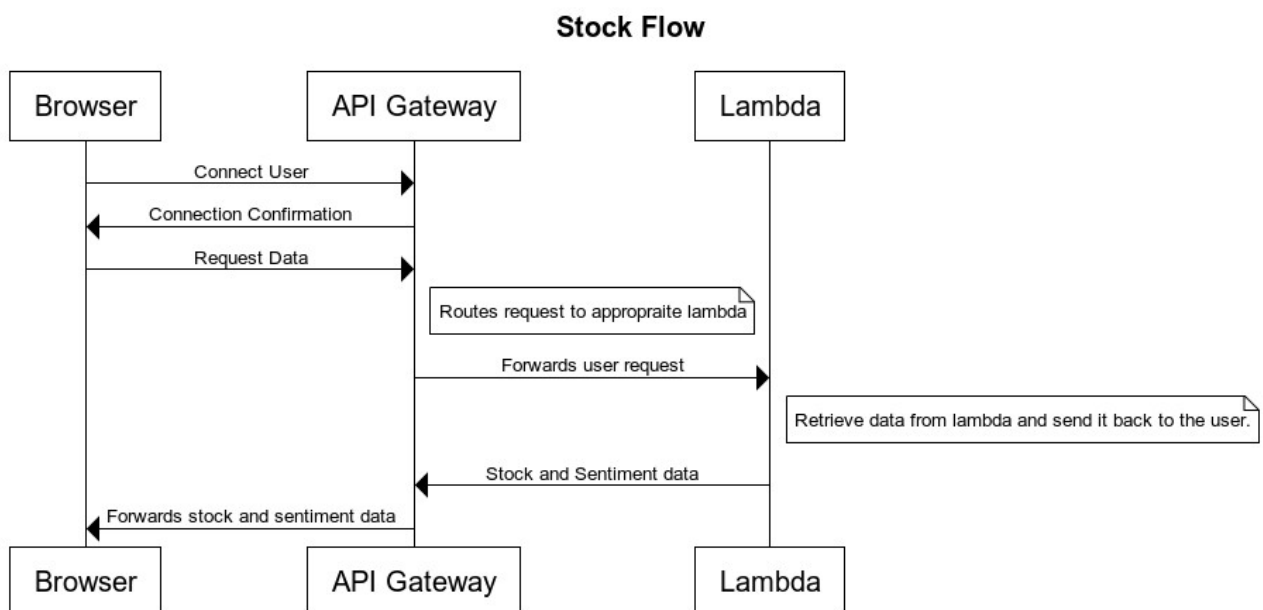 Stock Flow
Browser
API Gateway
Lambda
Connect User
Connection Confirmation
Request Data
Routes request to appropraite lambda
Forwards user request
Retrieve data from lambda and send it back to the user.
Stock and Sentiment data
Forwards stock and sentiment data
Browser
API Gateway
Lambda